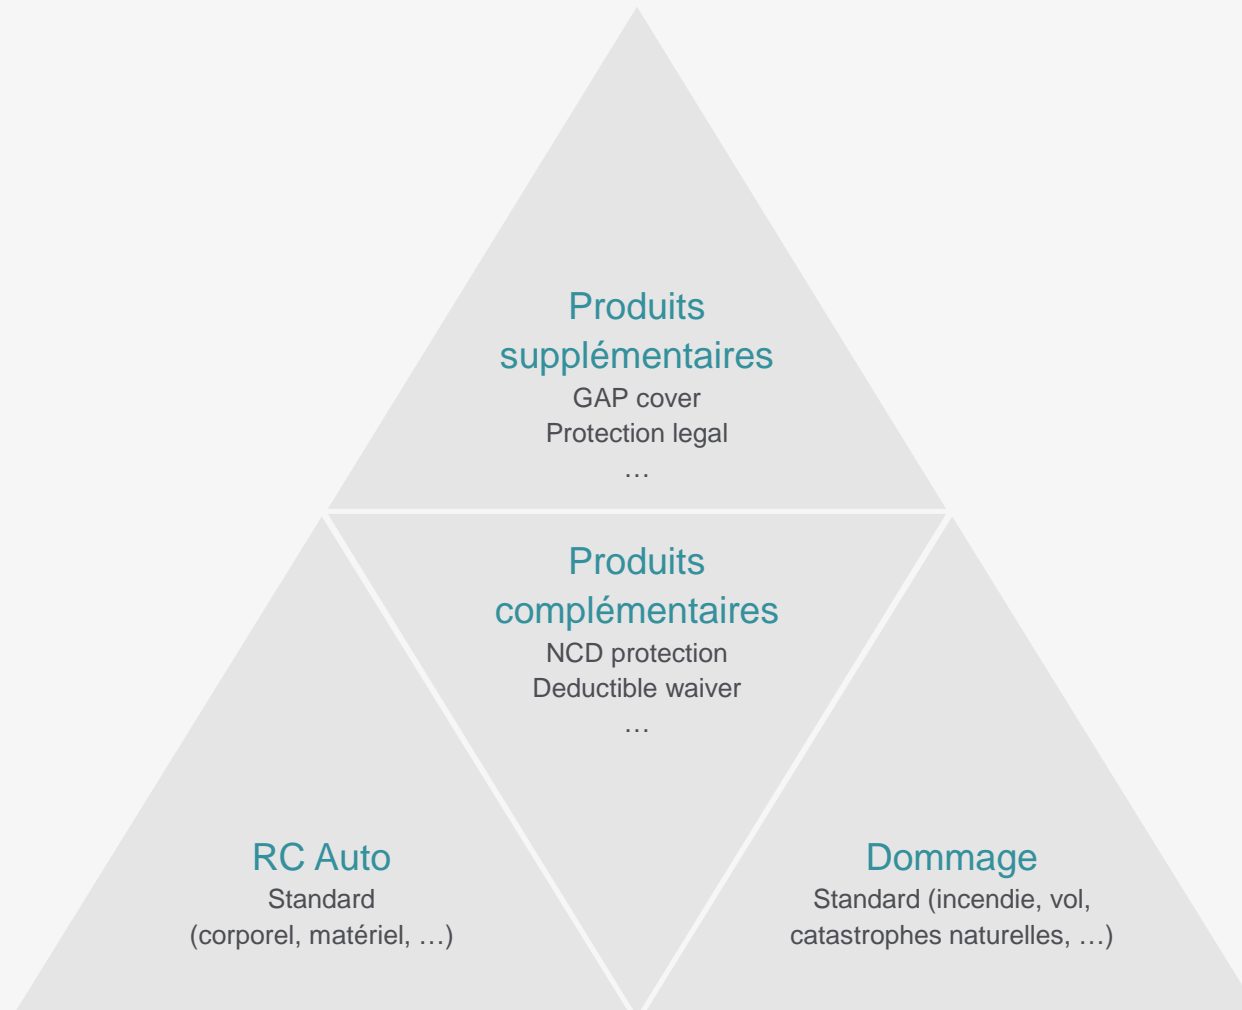 Produits
supplémentaires
GAP cover
Protection legal
…
Produits
complémentaires
NCD protection
Deductible waiver
…
RC Auto
Standard
(corporel, matériel, …)
Dommage
Standard (incendie, vol,
catastrophes naturelles, …)